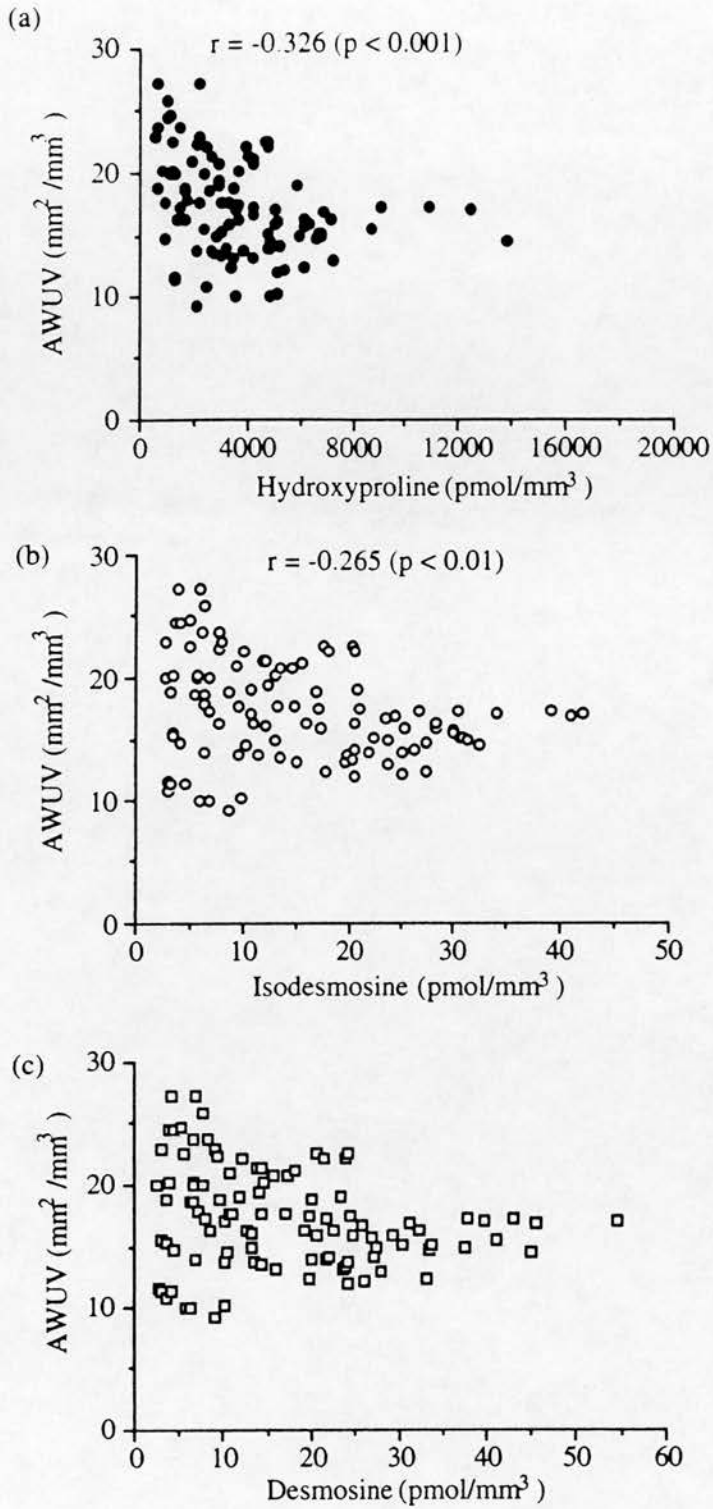 (a)
r = -0.326 (p < 0.001)
30
20
10
0
AWUV (mm²/mm³)
0 4000 8000 12000 16000 20000
Hydroxyproline (pmol/mm³)
(b)
r = -0.265 (p < 0.01)
30
20
10
0
AWUV (mm²/mm³)
0 10 20 30 40 50
Isodesmosine (pmol/mm³)
(c)
30
20
10
0
AWUV (mm²/mm³)
0 10 20 30 40 50 60
Desmosine (pmol/mm³)